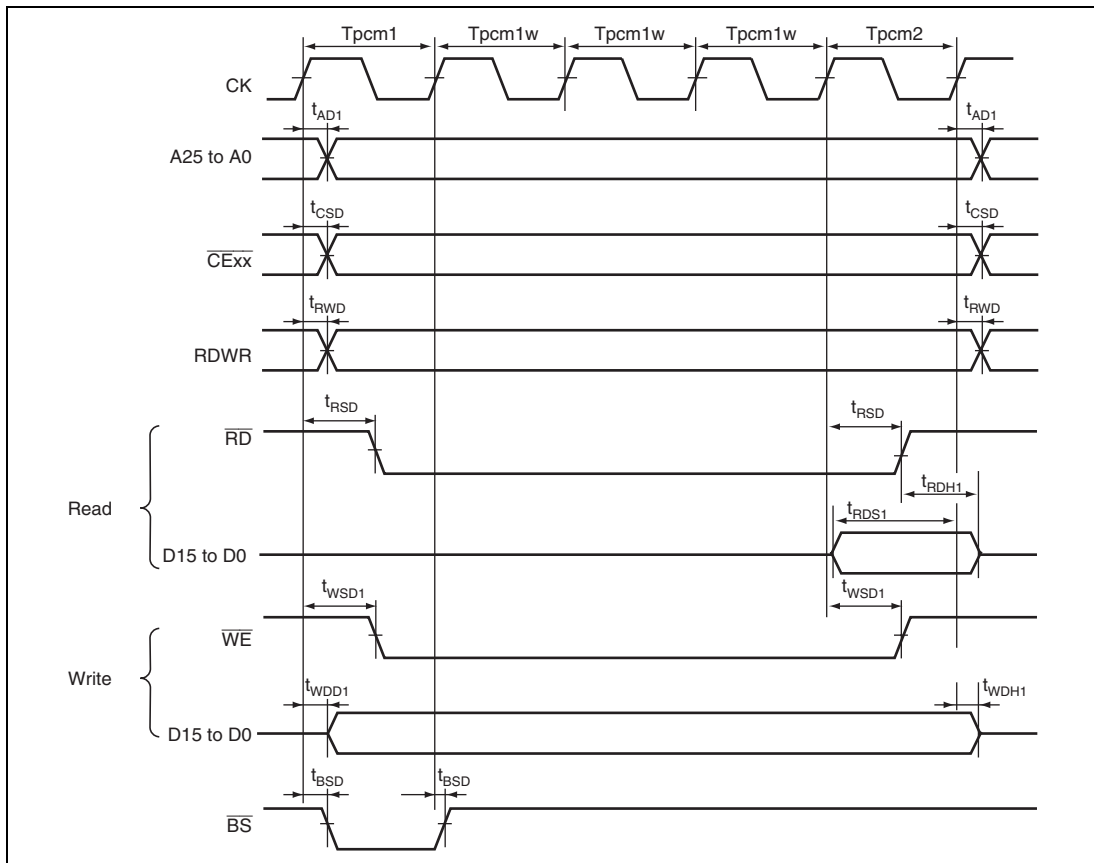 Tpcm1 Tpcm1w Tpcm1w Tpcm1w Tpcm2
CK
tAD1 tAD1
A25 to A0
tCSD tCSD
CExx
tRWD tRWD
RDWR
tRSD tRSD
RD
tRDH1
Read
tRDS1
D15 to D0
tWSD1 tWSD1
WE
Write
tWDD1 tWDH1
D15 to D0
tBSD tBSD
BS